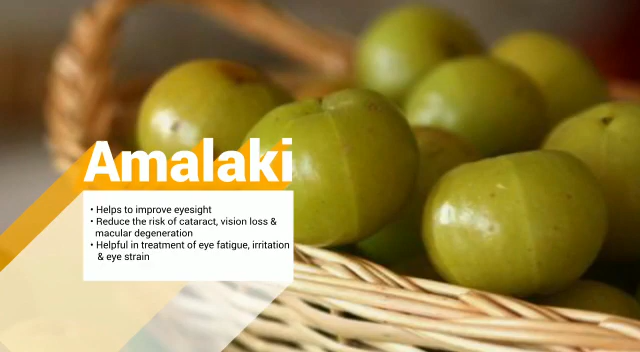 Amalaki
• Helps to improve eyesight
• Reduce the risk of cataract, vision loss &
macular degeneration
• Helpful in treatment of eye fatigue, irritation
& eye strain